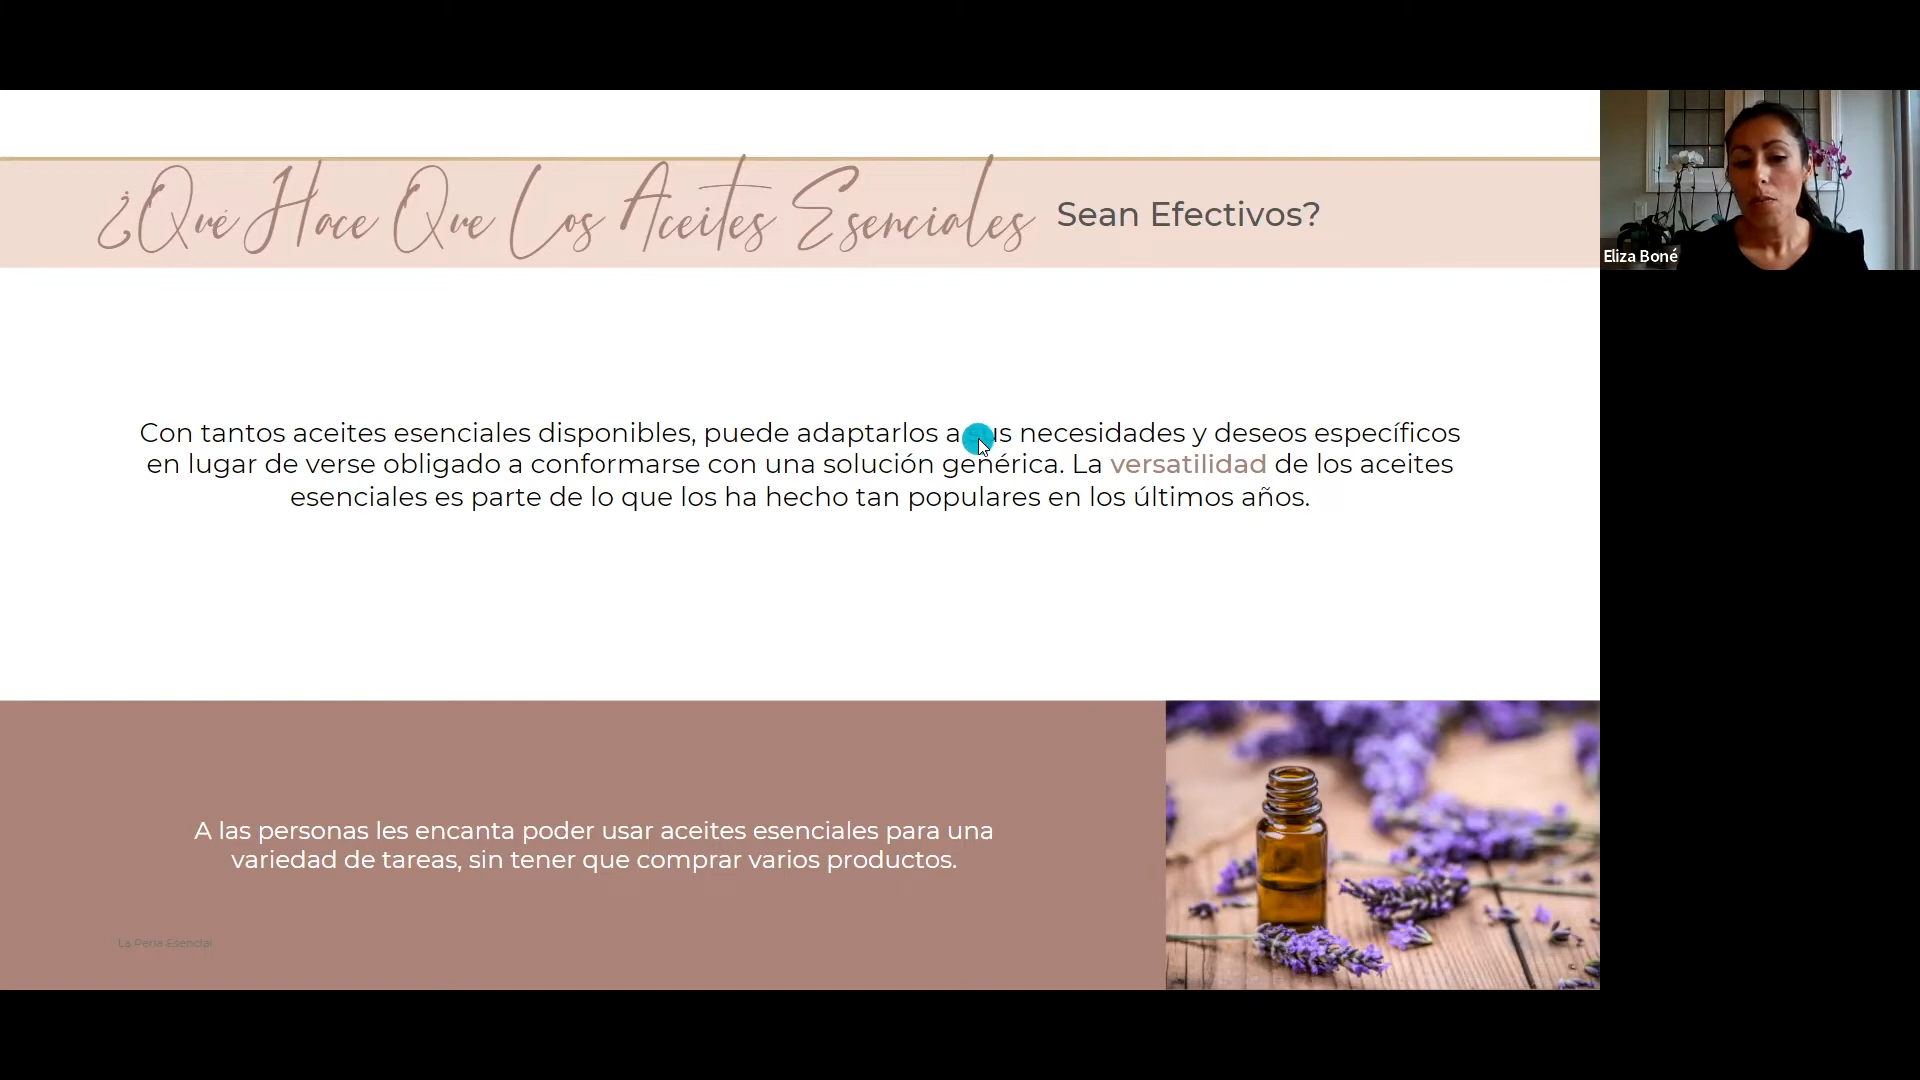 ¿Qué Hace Que Los Aceites Esenciales Sean Efectivos?
Eliza Boné
Con tantos aceites esenciales disponibles, puede adaptarlos a sus necesidades y deseos específicos
en lugar de verse obligado a conformarse con una solución genérica. La versatilidad de los aceites
esenciales es parte de lo que los ha hecho tan populares en los últimos años.
A las personas les encanta poder usar aceites esenciales para una
variedad de tareas, sin tener que comprar varios productos.
La Perla Esencial